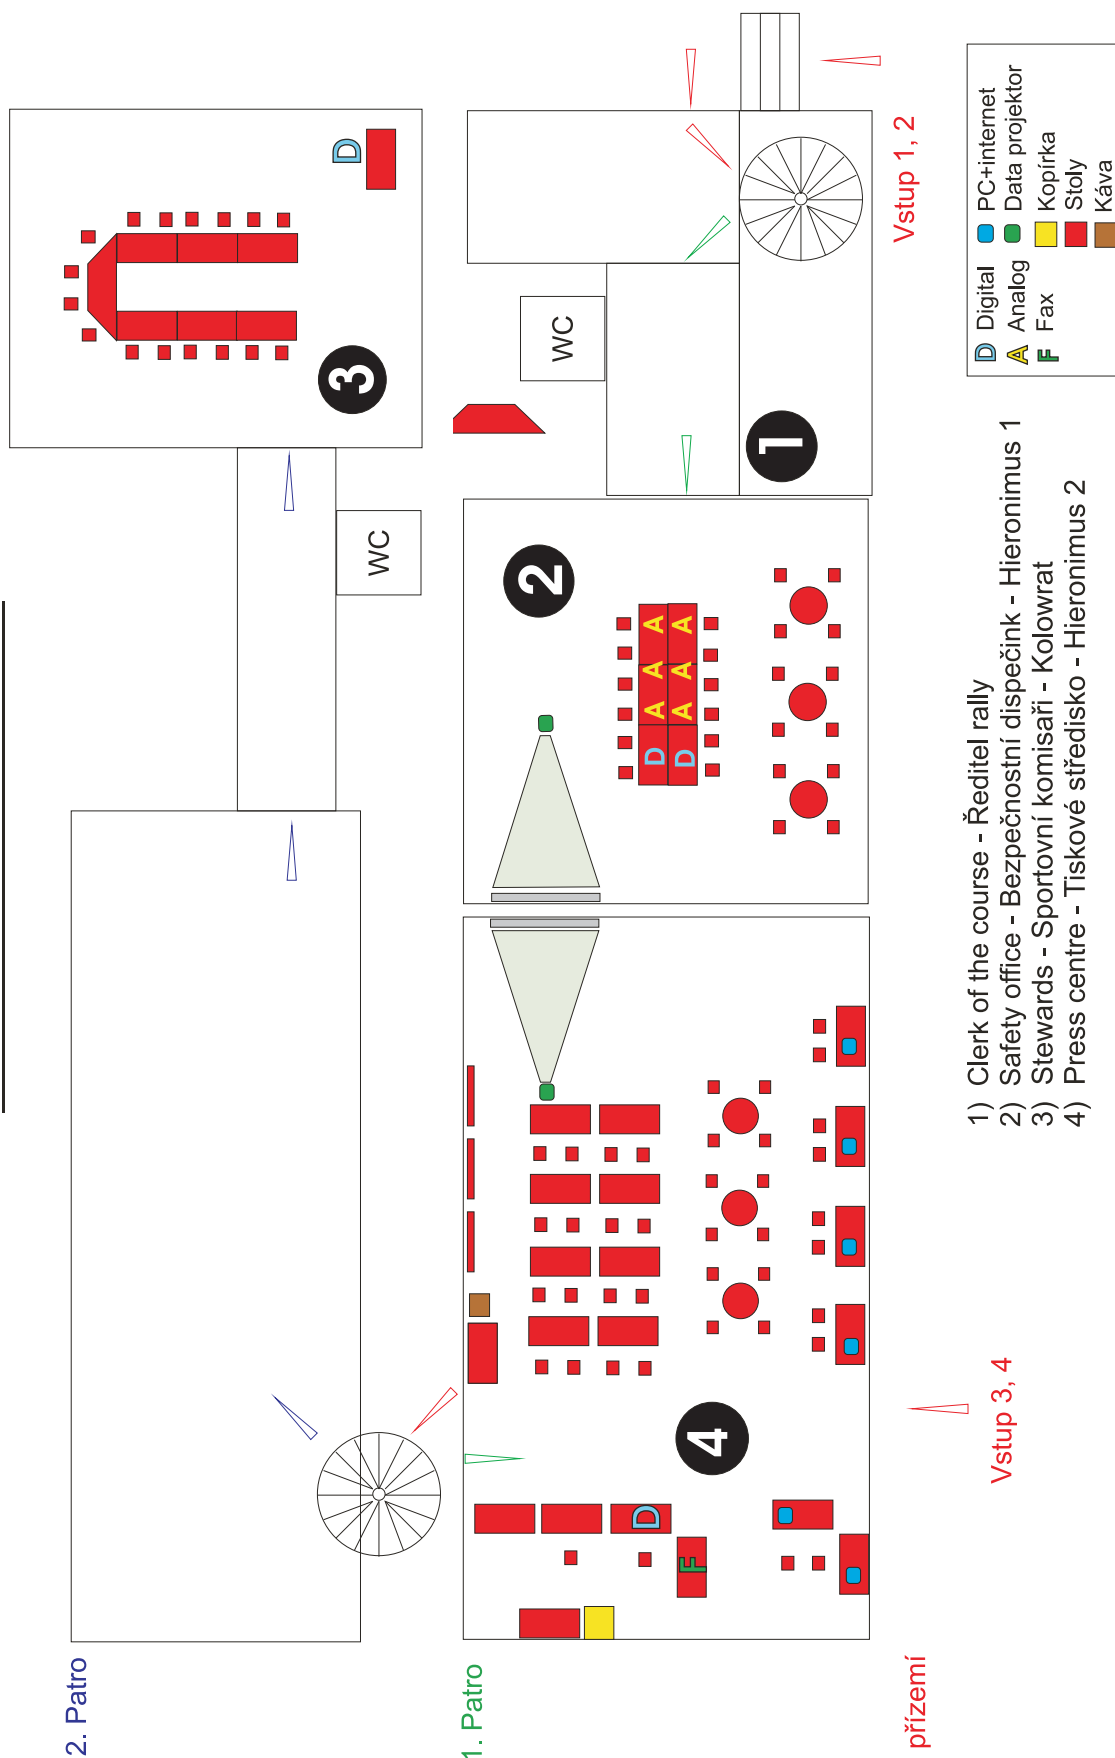 2. Patro
3
D
WC
1. Patro
4
D
F
2
D A A A
D A A A
WC
1
přízemí
Vstup 3, 4
Vstup 1, 2
1) Clerk of the course - Ředitel rally
2) Safety office - Bezpečnostní dispečink - Hieronimus 1
3) Stewards - Sportovní komisaři - Kolowrat
4) Press centre - Tiskové středisko - Hieronimus 2
D Digital
A Analog
F Fax
PC+internet
Data projektor
Kopírka
Stoly
Káva